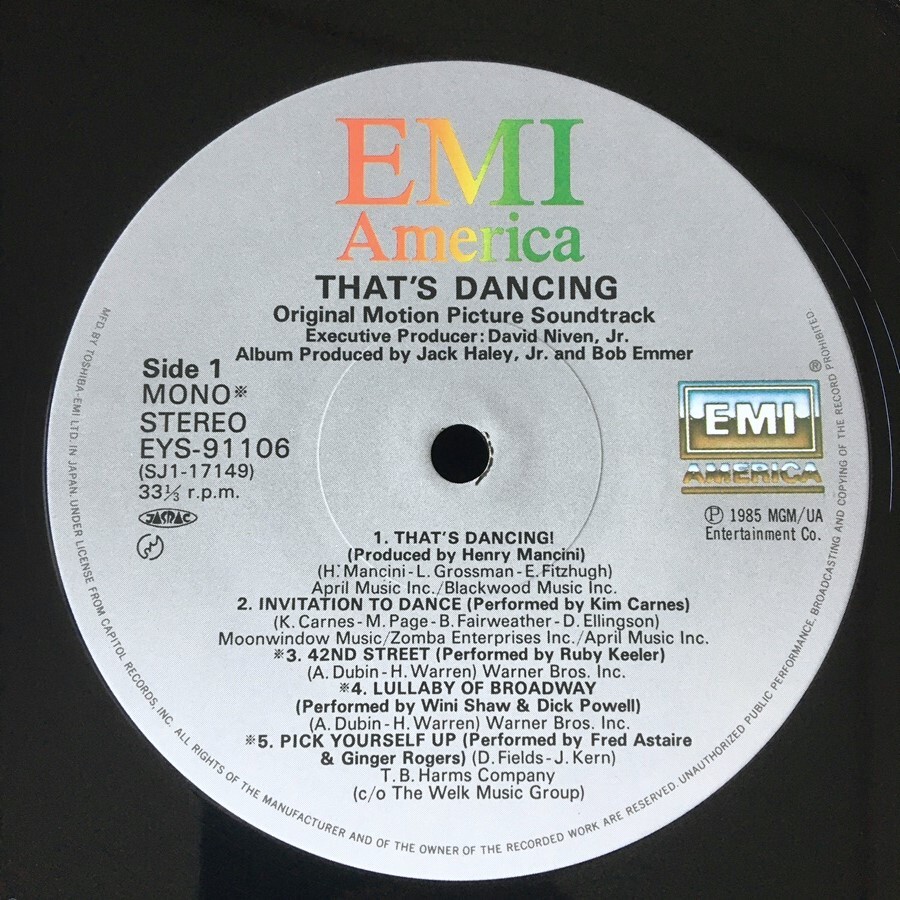 EMI
America
THAT'S DANCING
Original Motion Picture Soundtrack
Executive Producer: David Niven, Jr.
Album Produced by Jack Haley, Jr. and Bob Emmer
Side 1
MONO※
STEREO
EYS-91106
(SJ1-17149)
33⅓ r.p.m.
JASRAC
®
EMI
AMERICA
℗ 1985 MGM/UA
Entertainment Co.
1. THAT'S DANCING!
(Produced by Henry Mancini)
(H. Mancini-L. Grossman-E. Fitzhugh)
April Music Inc./Blackwood Music Inc.
2. INVITATION TO DANCE (Performed by Kim Carnes)
(K. Carnes-M. Page-B. Fairweather-D. Ellingson)
Moonwindow Music/Zomba Enterprises Inc./April Music Inc.
※3. 42ND STREET (Performed by Ruby Keeler)
(A. Dubin-H. Warren) Warner Bros. Inc.
※4. LULLABY OF BROADWAY
(Performed by Wini Shaw & Dick Powell)
(A. Dubin-H. Warren) Warner Bros. Inc.
※5. PICK YOURSELF UP (Performed by Fred Astaire
& Ginger Rogers) (D. Fields-J. Kern)
T.B. Harms Company
(c/o The Welk Music Group)
MFD. BY TOSHIBA-EMI LTD. IN JAPAN. UNDER LICENSE FROM CAPITOL RECORDS, INC. ALL RIGHTS OF THE MANUFACTURER AND OF THE OWNER OF THE RECORDED WORK ARE RESERVED. UNAUTHORIZED PUBLIC PERFORMANCE, BROADCASTING AND COPYING OF THE RECORD PROHIBITED